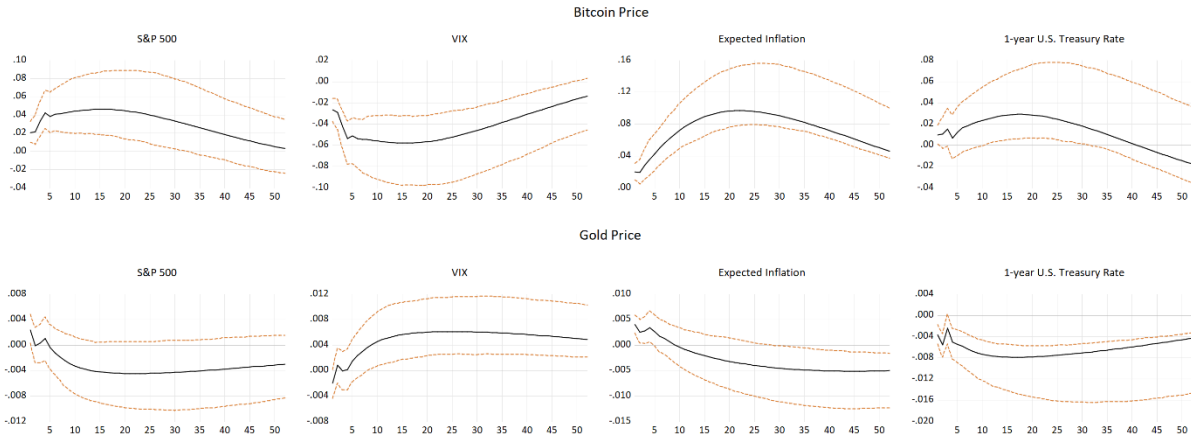 Bitcoin Price
S&P 500
.10
.08
.06
.04
.02
.00
-.02
-.04
5 10 15 20 25 30 35 40 45 50
VIX
.02
.00
-.02
-.04
-.06
-.08
-.10
5 10 15 20 25 30 35 40 45 50
Expected Inflation
.16
.12
.08
.04
.00
5 10 15 20 25 30 35 40 45 50
1-year U.S. Treasury Rate
.08
.06
.04
.02
.00
-.02
-.04
5 10 15 20 25 30 35 40 45 50
Gold Price
S&P 500
.008
.004
.000
-.004
-.008
-.012
5 10 15 20 25 30 35 40 45 50
VIX
.012
.008
.004
.000
-.004
-.008
5 10 15 20 25 30 35 40 45 50
Expected Inflation
.010
.005
.000
-.005
-.010
-.015
5 10 15 20 25 30 35 40 45 50
1-year U.S. Treasury Rate
.004
.000
-.004
-.008
-.012
-.016
-.020
5 10 15 20 25 30 35 40 45 50